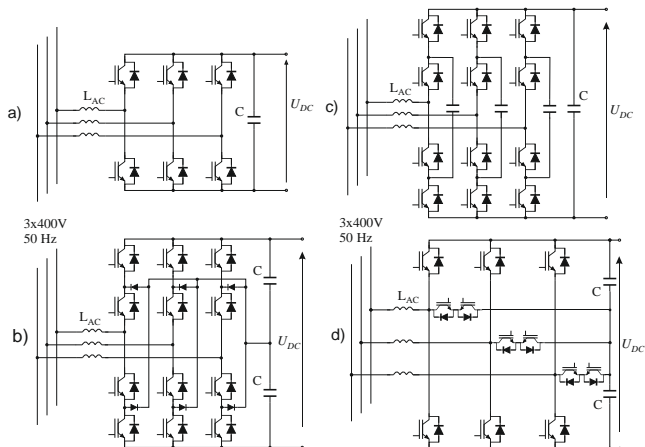 a)
L_AC
C
U_DC
c)
L_AC
C
U_DC
3x400V
50 Hz
b)
L_AC
C
C
U_DC
3x400V
50 Hz
d)
L_AC
C
C
U_DC